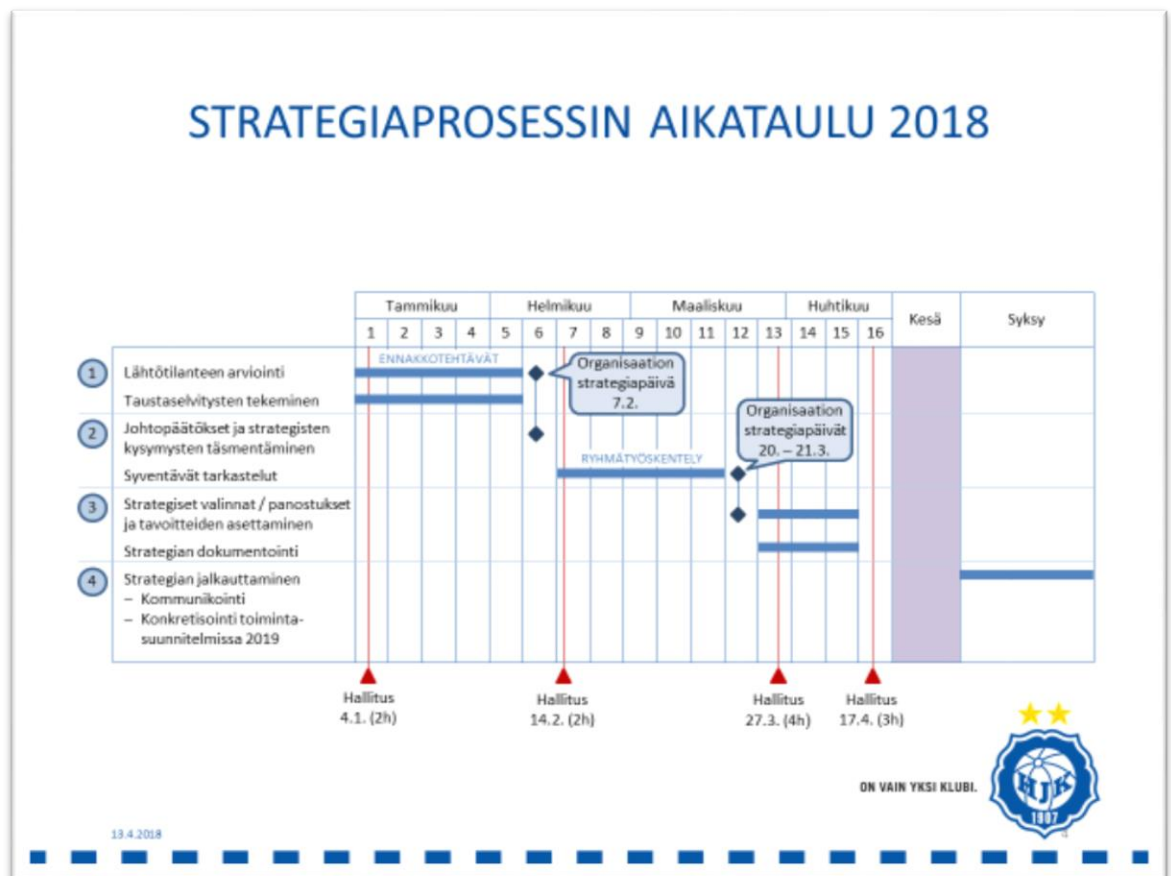 STRATEGIAPROSESSIN AIKATAULU 2018
Tammikuu Helmikuu Maaliskuu Huhtikuu Kesä Syksy
1 2 3 4 5 6 7 8 9 10 11 12 13 14 15 16
ENNAKKOTEHTÄVÄT
1 Lähtötilanteen arviointi
Organisaation
strategiapäivä
7.2.
Taustaselvitysten tekeminen
Organisaation
strategiapäivät
20. – 21.3.
2 Johtopäätökset ja strategisten
kysymysten täsmentäminen
RYHMÄTYÖSKENTELY
Syventävät tarkastelut
3 Strategiset valinnat / panostukset
ja tavoitteiden asettaminen
Strategian dokumentointi
4 Strategian jalkauttaminen
– Kommunikointi
– Konkretisointi toiminta-
suunnitelmissa 2019
Hallitus
4.1. (2h)
Hallitus
14.2. (2h)
Hallitus
27.3. (4h)
Hallitus
17.4. (3h)
ON VAIN YKSI KLUBI.
HJK
1907
13.4.2018
4